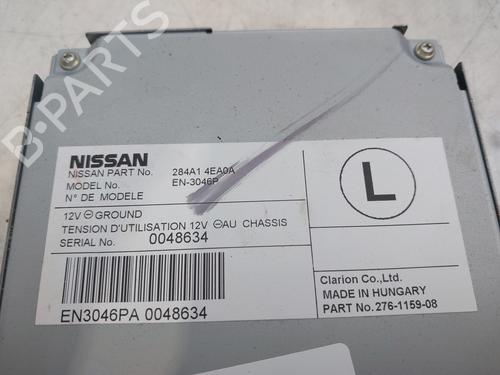 NISSAN
NISSAN PART No. 284A1 4EA0A
MODEL No. EN-3046P
N° DE MODELE
12V ⊖GROUND
TENSION D'UTILISATION 12V ⊖AU CHASSIS
SERIAL No. 0048634
EN3046PA 0048634
L
Clarion Co.,Ltd.
MADE IN HUNGARY
PART No.276-1159-08
B-PARTS